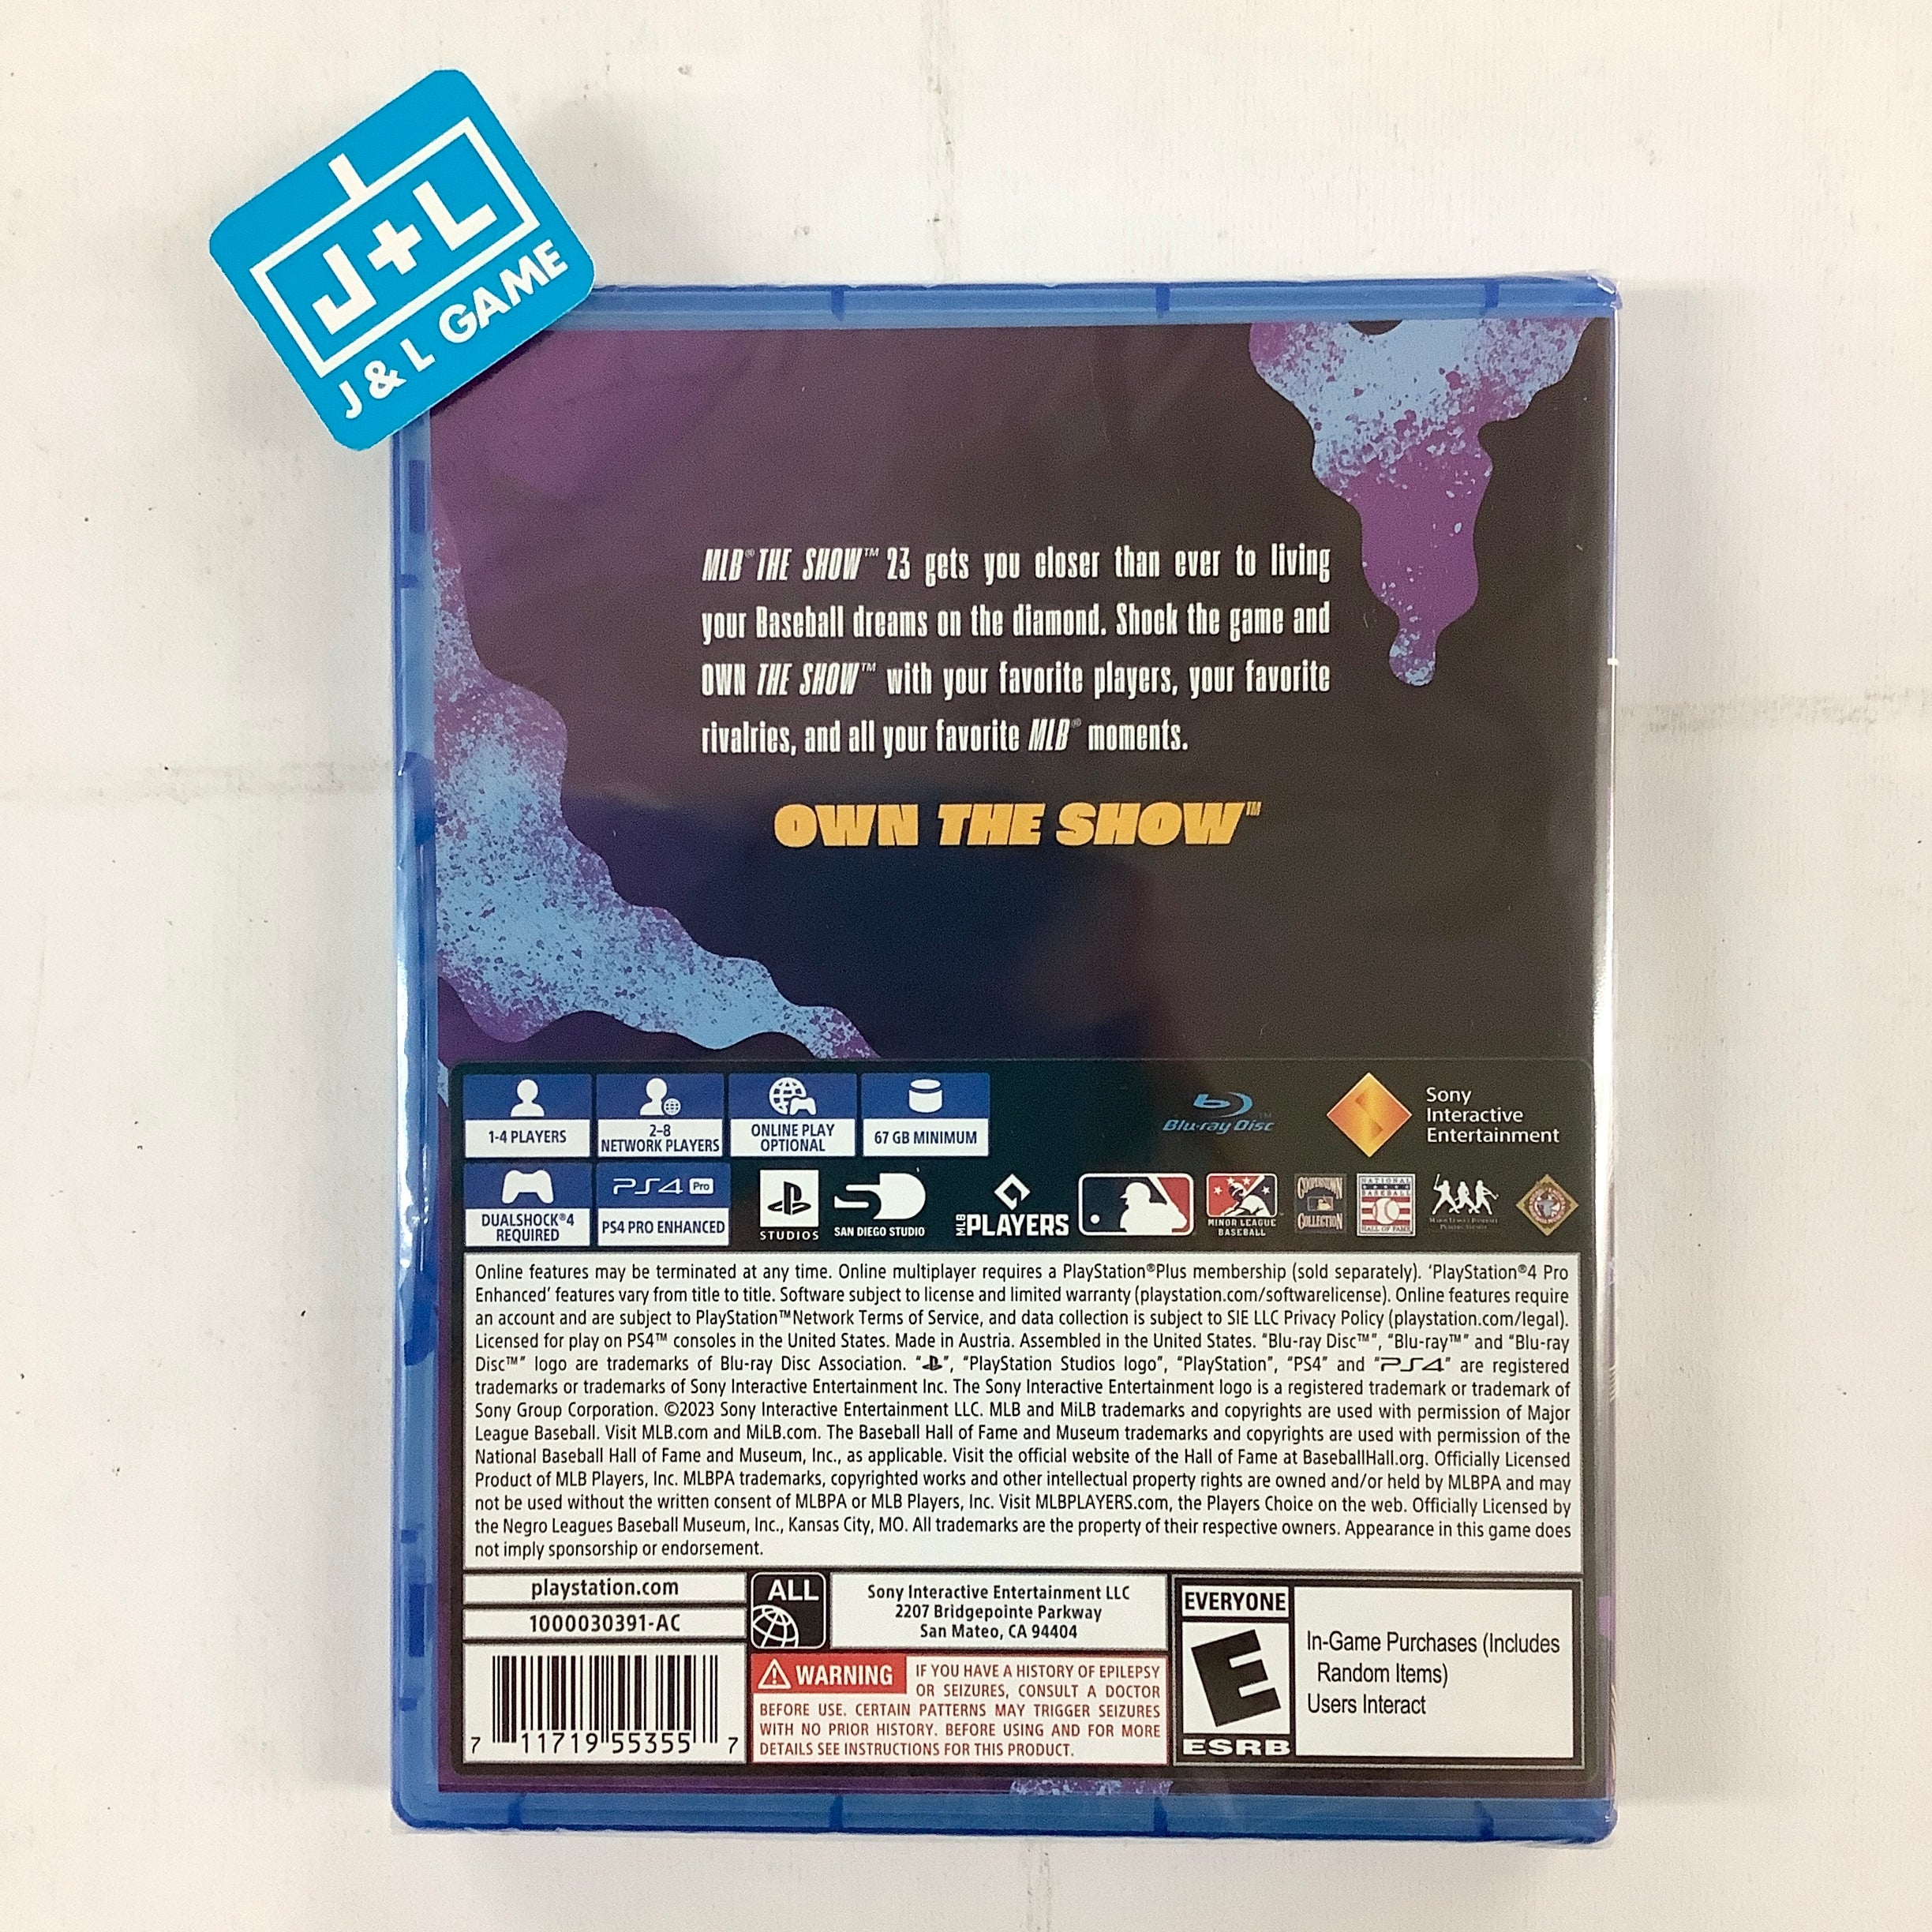 J+L
J & L GAME
MLB® THE SHOW™ 23 gets you closer than ever to living
your Baseball dreams on the diamond. Shock the game and
OWN THE SHOW™ with your favorite players, your favorite
rivalries, and all your favorite MLB® moments.
OWN THE SHOW™
1-4 PLAYERS
2–8
NETWORK PLAYERS
ONLINE PLAY
OPTIONAL
67 GB MINIMUM
Blu-ray Disc™
Sony
Interactive
Entertainment
DUALSHOCK®4
REQUIRED
PS4 Pro
PS4 PRO ENHANCED
STUDIOS
SAN DIEGO STUDIO
MLB PLAYERS
MINOR LEAGUE
BASEBALL
COOPERSTOWN
COLLECTION
NATIONAL
BASEBALL
HALL OF FAME
Online features may be terminated at any time. Online multiplayer requires a PlayStation®Plus membership (sold separately). ‘PlayStation®4 Pro
Enhanced’ features vary from title to title. Software subject to license and limited warranty (playstation.com/softwarelicense). Online features require
an account and are subject to PlayStation™Network Terms of Service, and data collection is subject to SIE LLC Privacy Policy (playstation.com/legal).
Licensed for play on PS4™ consoles in the United States. Made in Austria. Assembled in the United States. “Blu-ray Disc™”, “Blu-ray™” and “Blu-ray
Disc™” logo are trademarks of Blu-ray Disc Association. “ ”, “PlayStation Studios logo”, “PlayStation”, “PS4” and “PS4” are registered
trademarks or trademarks of Sony Interactive Entertainment Inc. The Sony Interactive Entertainment logo is a registered trademark or trademark of
Sony Group Corporation. ©2023 Sony Interactive Entertainment LLC. MLB and MiLB trademarks and copyrights are used with permission of Major
League Baseball. Visit MLB.com and MiLB.com. The Baseball Hall of Fame and Museum trademarks and copyrights are used with permission of the
National Baseball Hall of Fame and Museum, Inc., as applicable. Visit the official website of the Hall of Fame at BaseballHall.org. Officially Licensed
Product of MLB Players, Inc. MLBPA trademarks, copyrighted works and other intellectual property rights are owned and/or held by MLBPA and may
not be used without the written consent of MLBPA or MLB Players, Inc. Visit MLBPLAYERS.com, the Players Choice on the web. Officially Licensed by
the Negro Leagues Baseball Museum, Inc., Kansas City, MO. All trademarks are the property of their respective owners. Appearance in this game does
not imply sponsorship or endorsement.
playstation.com
1000030391-AC
ALL
Sony Interactive Entertainment LLC
2207 Bridgepointe Parkway
San Mateo, CA 94404
WARNING IF YOU HAVE A HISTORY OF EPILEPSY
OR SEIZURES, CONSULT A DOCTOR
BEFORE USE. CERTAIN PATTERNS MAY TRIGGER SEIZURES
WITH NO PRIOR HISTORY. BEFORE USING AND FOR MORE
DETAILS SEE INSTRUCTIONS FOR THIS PRODUCT.
EVERYONE
E
ESRB
In-Game Purchases (Includes
Random Items)
Users Interact
7 11719 55355 7